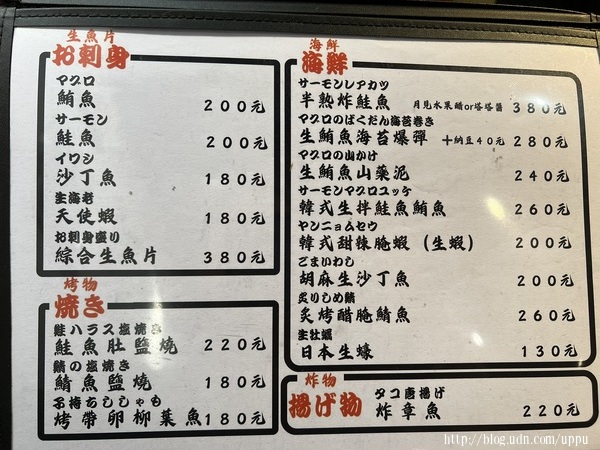 生魚片
お刺身
マグロ
鮪魚 200元
サーモン
鮭魚 200元
イワシ
沙丁魚 180元
生海老
天使蝦 180元
お刺身盛り
綜合生魚片 380元
烤物
焼き
鮭ハラス塩焼き
鮭魚肚鹽燒 220元
鯖の塩焼き
鯖魚鹽燒 180元
子持ちししゃも
烤帶卵柳葉魚 180元
海鮮
海鮮
サーモンレアカツ
半熟炸鮭魚 月見水果醋or塔塔醬 380元
マグロのばくだん海苔巻き
生鮪魚海苔爆彈 +納豆40元 280元
マグロの山かけ
生鮪魚山藥泥 240元
サーモンマグロユッケ
韓式生拌鮭魚鮪魚 260元
ヤンニョムセウ
韓式甜辣腌蝦(生蝦) 200元
ごまいわし
胡麻生沙丁魚 200元
炙りしめ鯖
炙烤醋腌鯖魚 260元
生牡蠣
日本生蠔 130元
炸物
揚げ物
タコ唐揚げ
炸章魚 220元
http://blog.udn.com/uppu